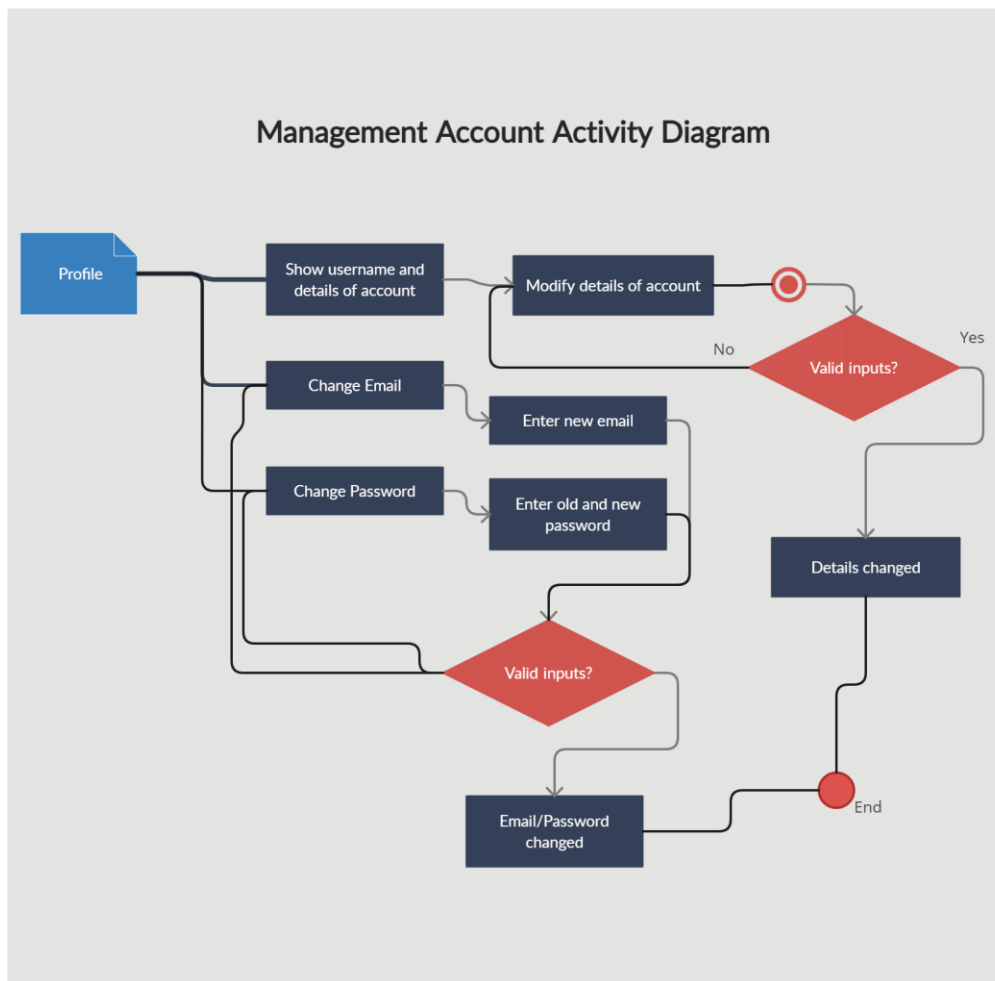 Management Account Activity Diagram
Profile
Show username and
details of account
Modify details of account
No
Yes
Valid inputs?
Change Email
Enter new email
Change Password
Enter old and new
password
Details changed
Valid inputs?
Email/Password
changed
End